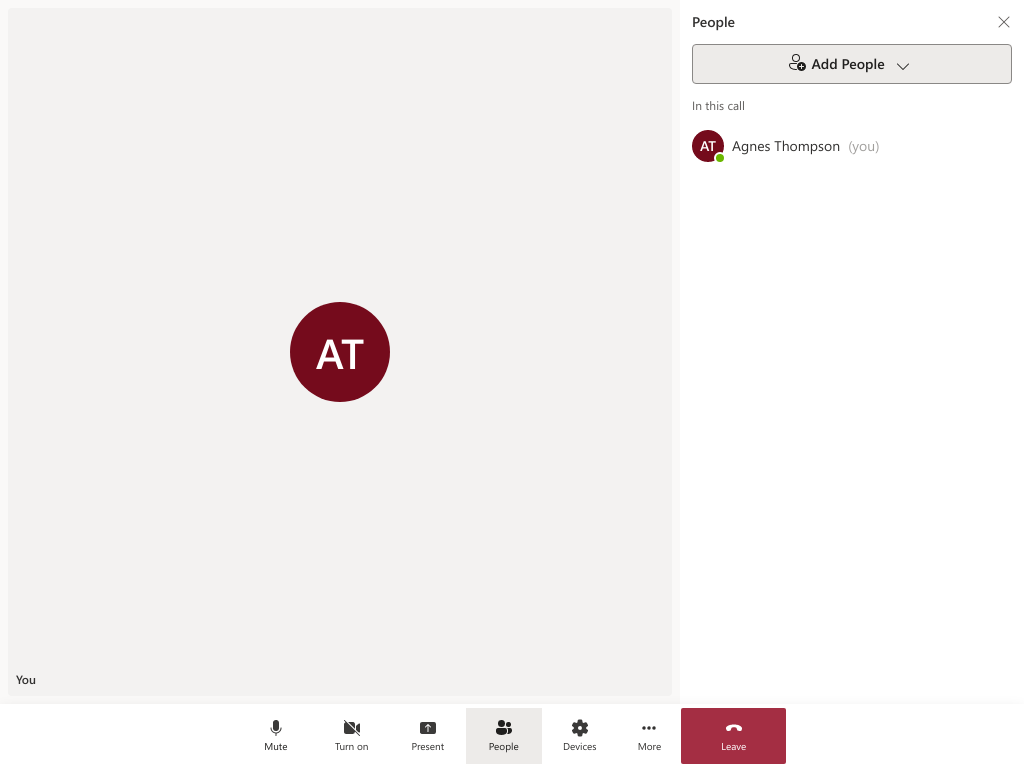 People
Add People
In this call
AT
Agnes Thompson (you)
AT
You
Mute
Turn on
Present
People
Devices
More
Leave